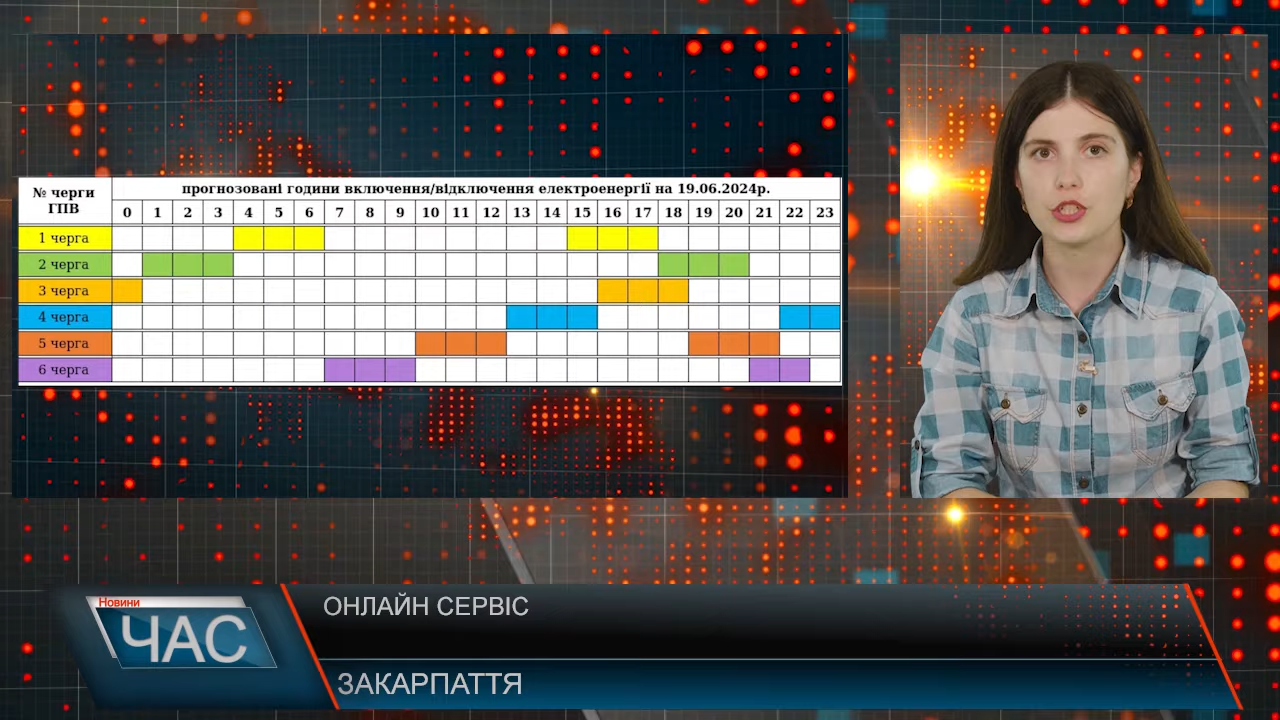 № черги
ГПВ
прогнозовані години включення/відключення електроенергії на 19.06.2024р.
0 1 2 3 4 5 6 7 8 9 10 11 12 13 14 15 16 17 18 19 20 21 22 23
1 черга
2 черга
3 черга
4 черга
5 черга
6 черга
Новини
ЧАС
ОНЛАЙН СЕРВІС
ЗАКАРПАТТЯ